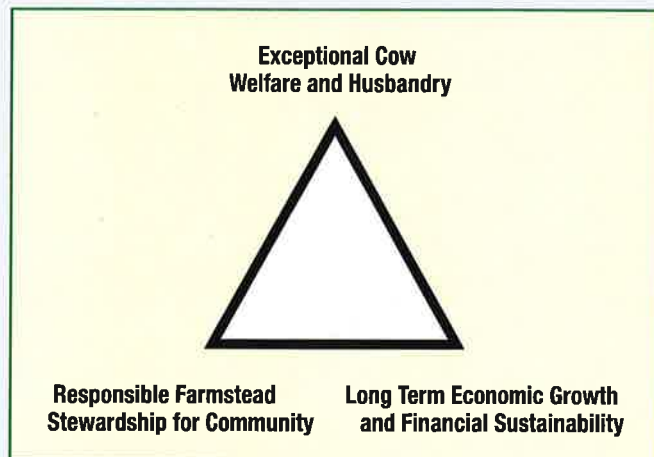 Exceptional Cow
Welfare and Husbandry
Responsible Farmstead
Stewardship for Community
Long Term Economic Growth
and Financial Sustainability